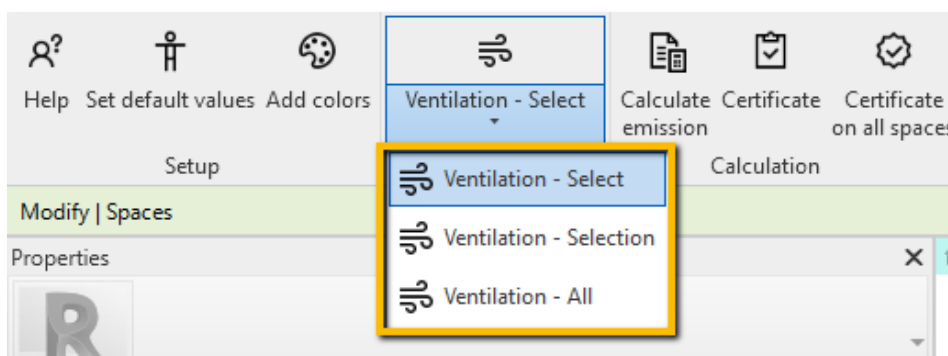 Help Set default values Add colors Ventilation - Select Calculate emission Certificate Certificate on all spaces
Setup Calculation
Ventilation - Select
Modify | Spaces
Ventilation - Selection
Properties
Ventilation - All